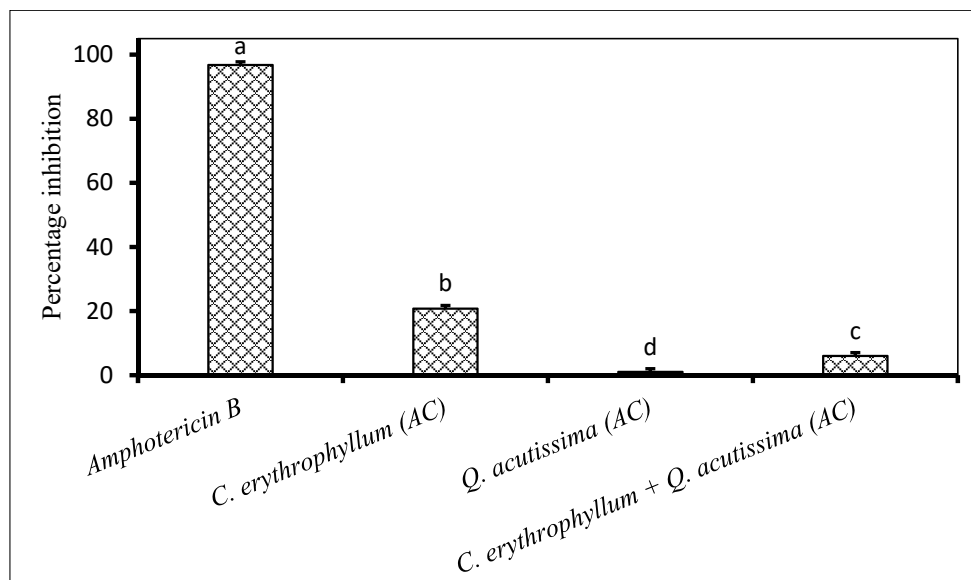 100
80
60
40
20
0
Percentage inhibition
a
b
d
c
Amphotericin B
C. erythrophyllum (AC)
Q. acutissima (AC)
C. erythrophyllum + Q. acutissima (AC)